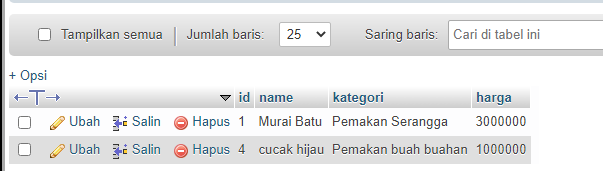 Tampilkan semua Jumlah baris: 25 Saring baris: Cari di tabel ini
+ Opsi
id name kategori harga
Ubah Salin Hapus 1 Murai Batu Pemakan Serangga 3000000
Ubah Salin Hapus 4 cucak hijau Pemakan buah buahan 1000000